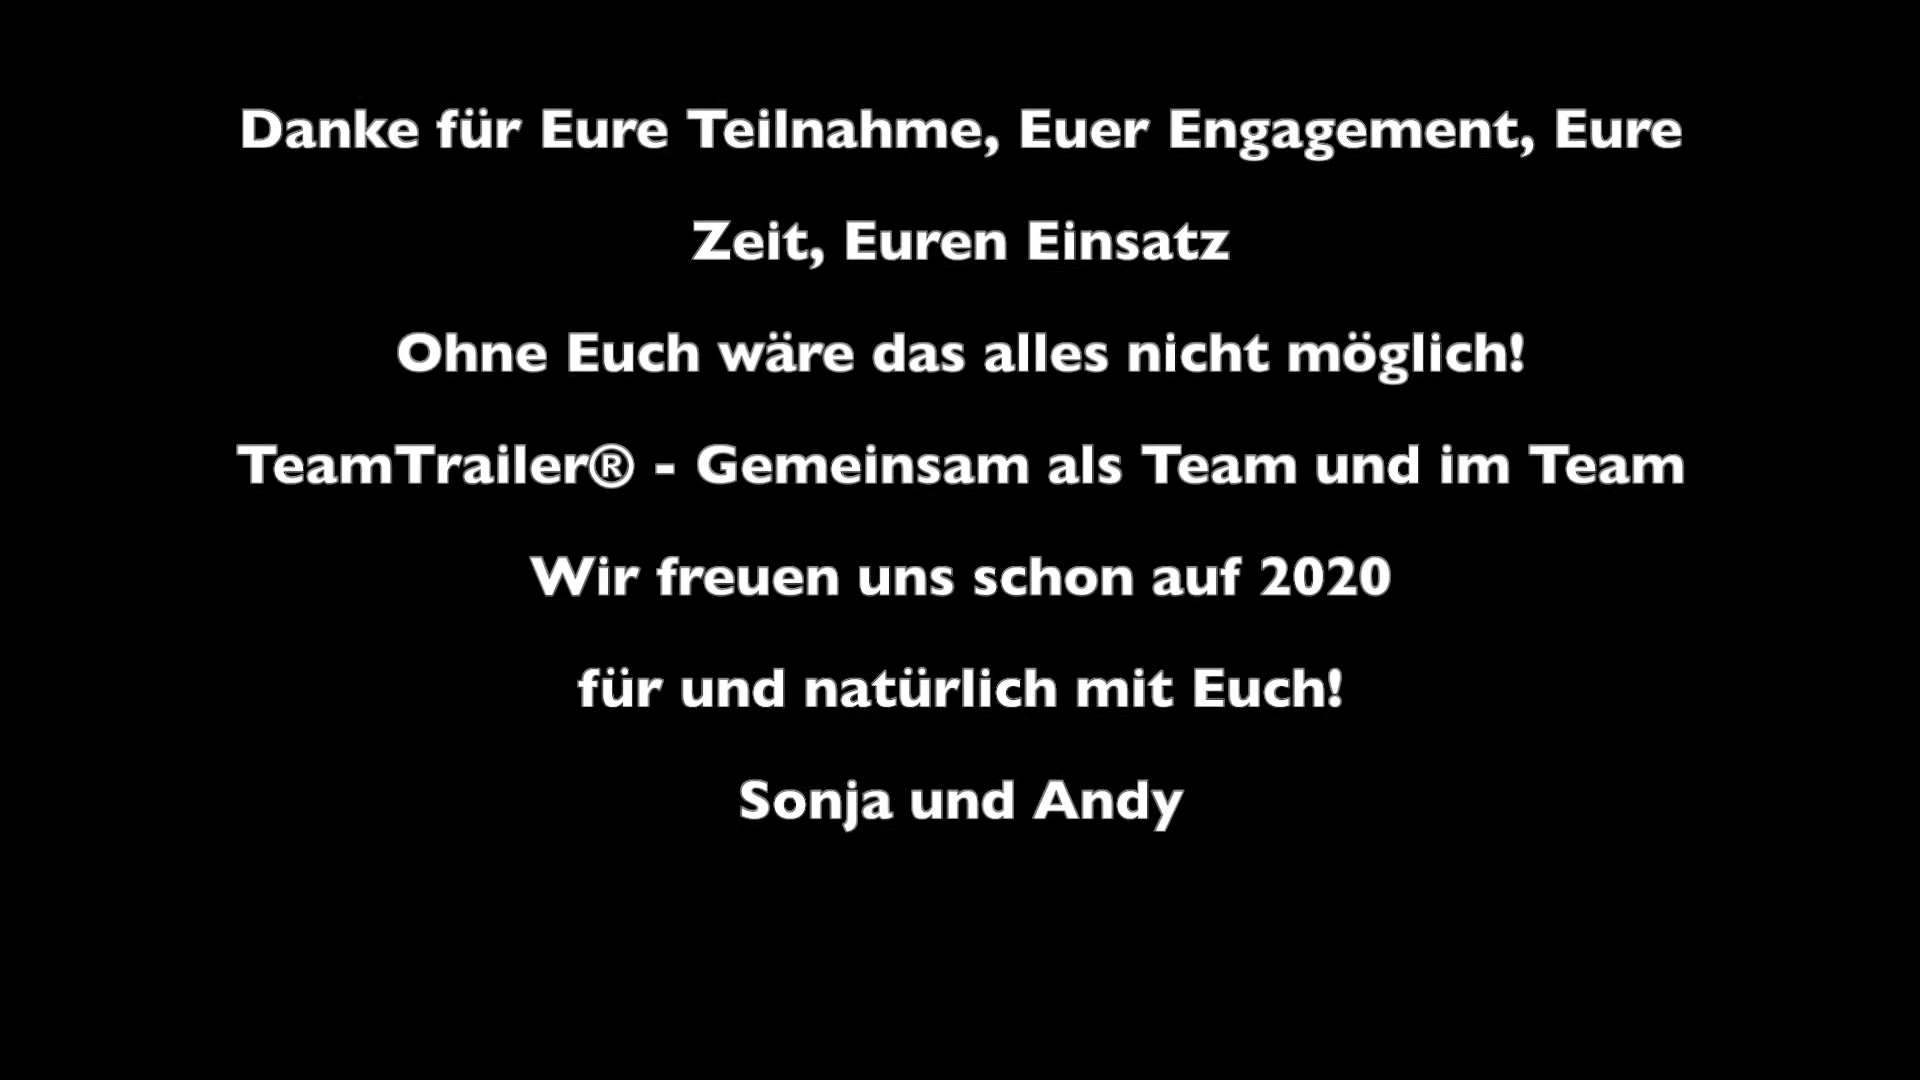 Danke für Eure Teilnahme, Euer Engagement, Eure
Zeit, Euren Einsatz
Ohne Euch wäre das alles nicht möglich!
TeamTrailer® - Gemeinsam als Team und im Team
Wir freuen uns schon auf 2020
für und natürlich mit Euch!
Sonja und Andy